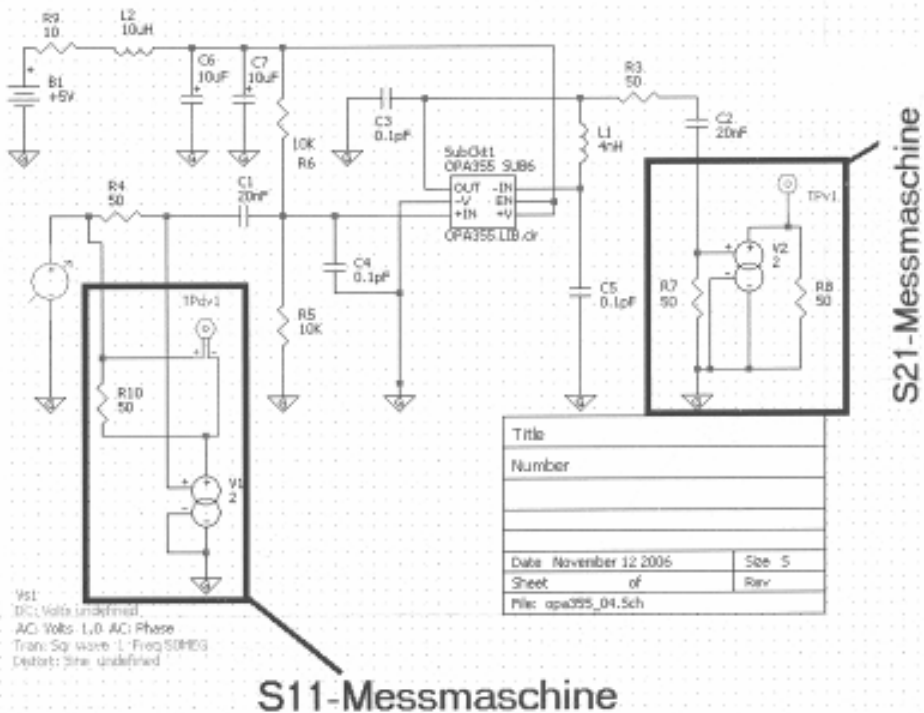 R9
10
L2
10uH
B1
+5V
C6
10uF
C7
10uF
10K
R6
C3
0.1pF
R3
50
L1
4nH
C2
20nF
SubCkt1
OPA355_SUB6
OUT -IN
-V EN
+IN +V
OPA355.LIB.cir
R4
50
C1
20nF
C4
0.1pF
R5
10K
C5
0.1pF
TPv1
V2
2
R7
50
R8
50
S21-Messmaschine
TPdv1
R10
50
V1
2
Title
Number
Date November 12 2006 Size S
Sheet of Rev
File: opa355_04.Sch
Vs1
DC: Volts undefined
AC: Volts 1.0 AC: Phase
Distort: Sine undefined
S11-Messmaschine